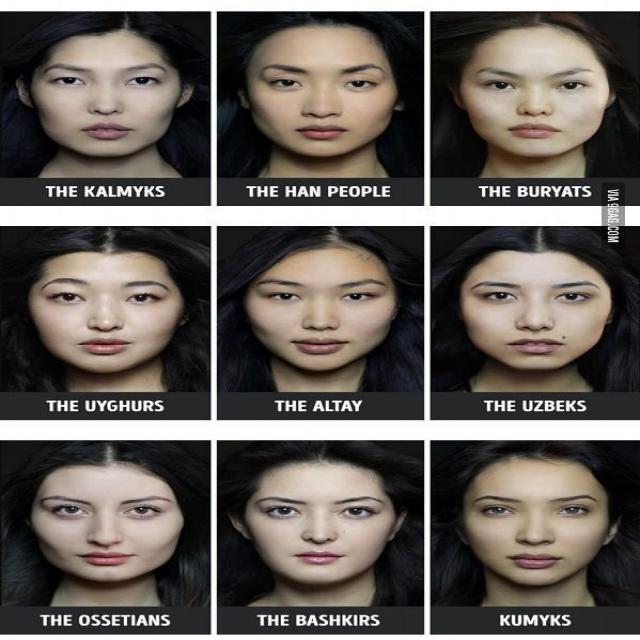 THE KALMYKS
THE HAN PEOPLE
THE BURYATS
VIA 9GAG.COM
THE UYGHURS
THE ALTAY
THE UZBEKS
THE OSSETIANS
THE BASHKIRS
KUMYKS